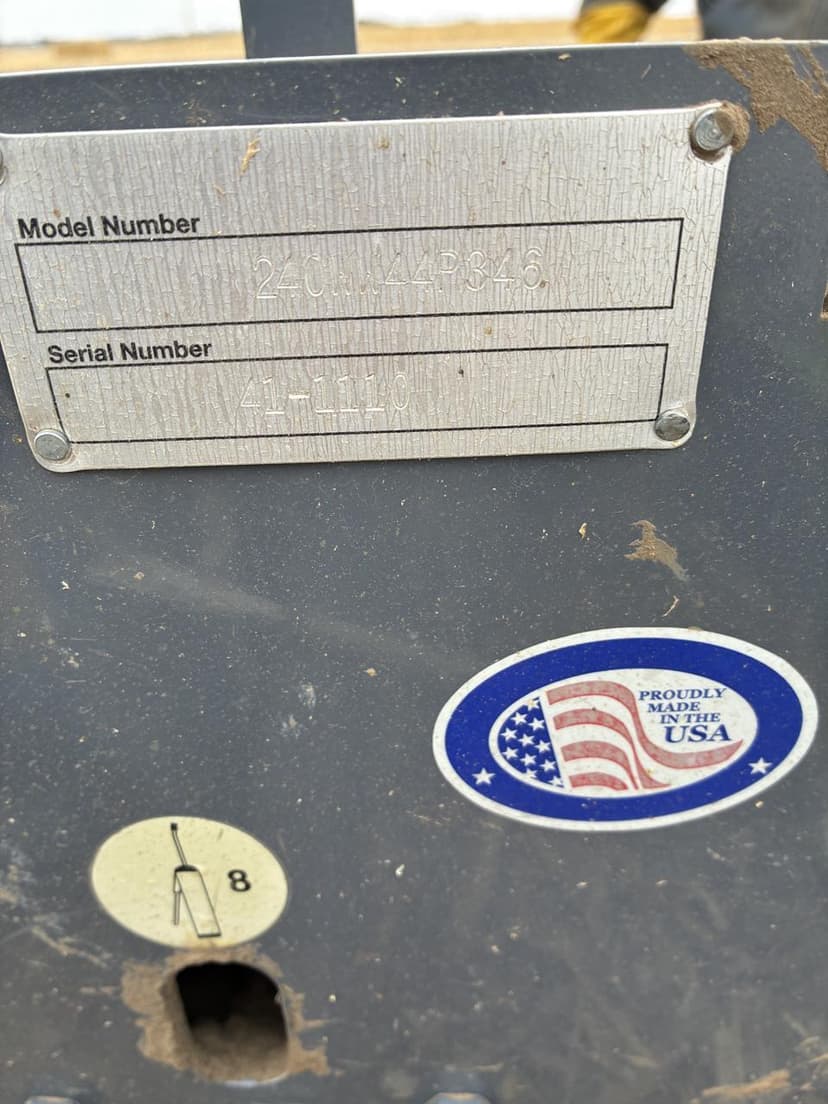 Model Number
Serial Number
41-1110
PROUDLY
MADE
IN THE
USA
8